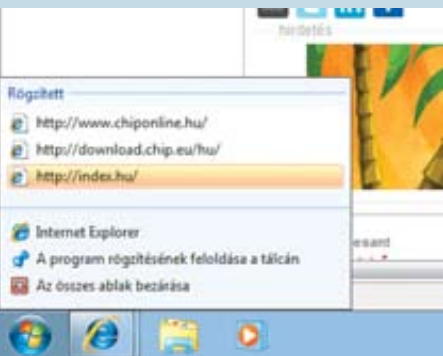 hirdetés
Rögzített
http://www.chiponline.hu/
http://download.chip.eu/hu/
http://index.hu/
Internet Explorer
A program rögzítésének feloldása a tálcán
Az összes ablak bezárása